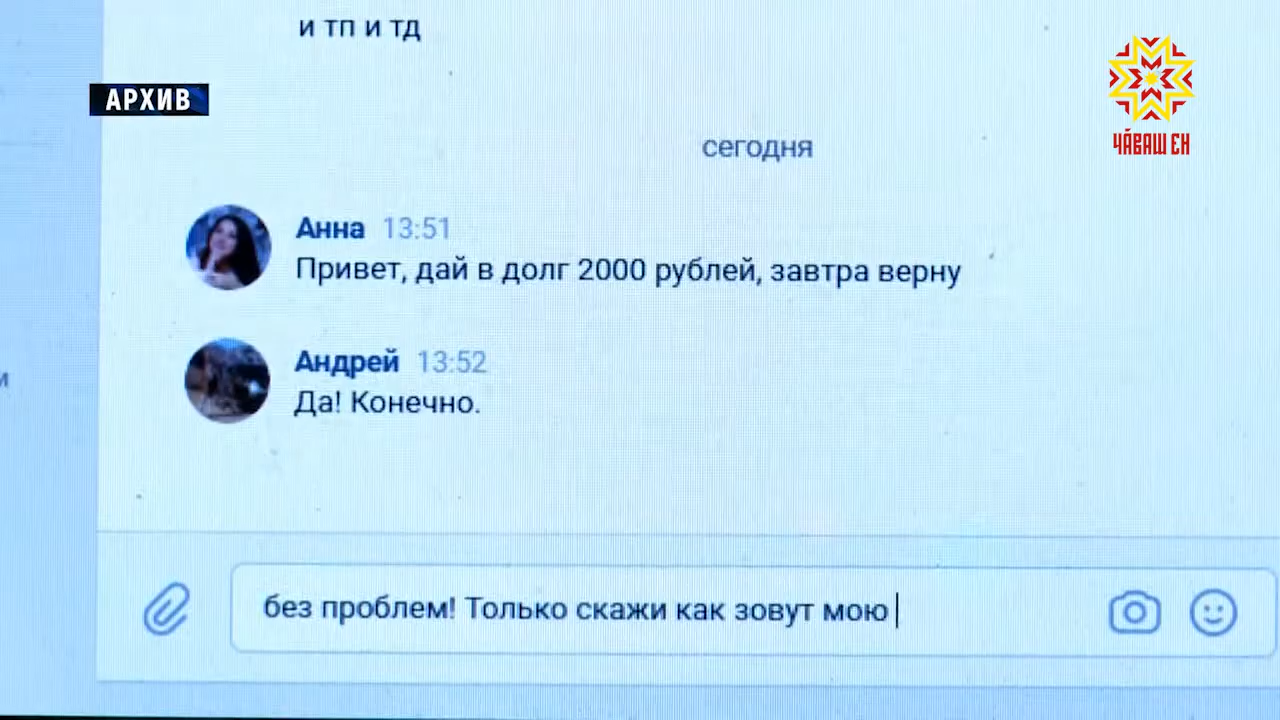 и тп и тд
АРХИВ
ЧӐВАШ ЕН
сегодня
Анна 13:51
Привет, дай в долг 2000 рублей, завтра верну
и
Андрей 13:52
Да! Конечно.
без проблем! Только скажи как зовут мою